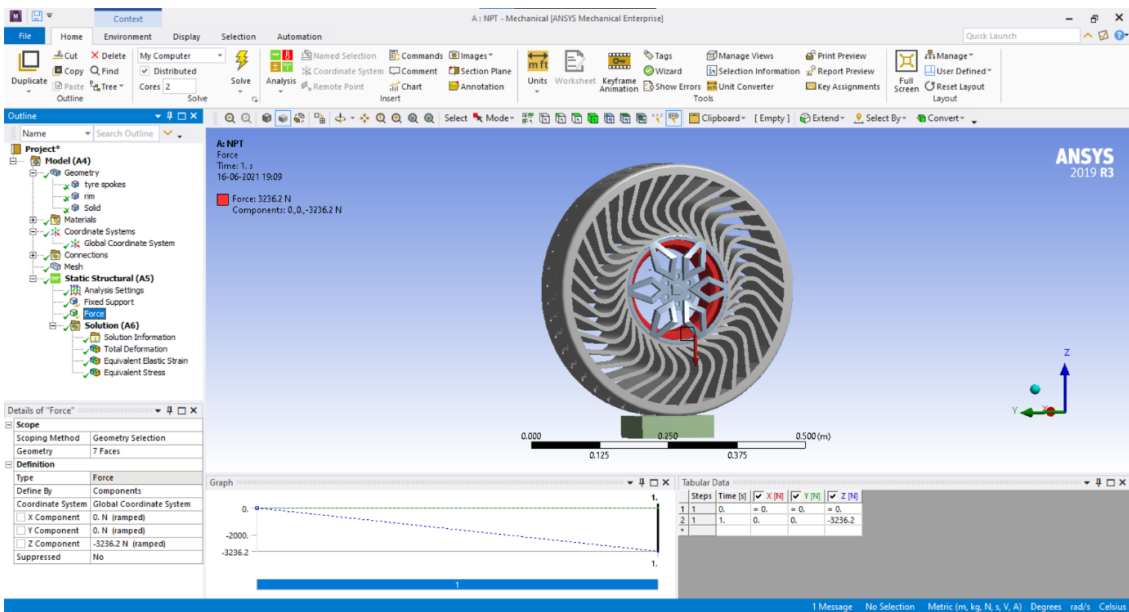 Context
A : NPT - Mechanical [ANSYS Mechanical Enterprise]
File Home Environment Display Selection Automation
Quick Launch
Duplicate
Cut
Copy
Paste
Delete
Find
Tree
Outline
My Computer
Distributed
Cores 2
Solve
Solve
Analysis
Named Selection
Coordinate System
Remote Point
Commands
Comment
Chart
Images
Section Plane
Annotation
Insert
Units
Worksheet
Keyframe
Animation
Tags
Wizard
Show Errors
Manage Views
Selection Information
Unit Converter
Print Preview
Report Preview
Key Assignments
Tools
Full
Screen
Manage
User Defined
Reset Layout
Layout
Outline
Select Mode Clipboard [ Empty ] Extend Select By Convert
Name Search Outline
Project*
Model (A4)
Geometry
tyre spokes
rim
Solid
Materials
Coordinate Systems
Global Coordinate System
Connections
Mesh
Static Structural (A5)
Analysis Settings
Fixed Support
Force
Solution (A6)
Solution Information
Total Deformation
Equivalent Elastic Strain
Equivalent Stress
A: NPT
Force
Time: 1. s
16-06-2021 19:09
Force: 3236.2 N
Components: 0.,0.,-3236.2 N
ANSYS
2019 R3
Z
Y
X
0.000 0.250 0.500 (m)
0.125 0.375
Details of "Force"
Scope
Scoping Method Geometry Selection
Geometry 7 Faces
Definition
Type Force
Define By Components
Coordinate System Global Coordinate System
X Component 0. N (ramped)
Y Component 0. N (ramped)
Z Component -3236.2 N (ramped)
Suppressed No
Graph
1.
0.
-2000.
-3236.2
1.
1
Tabular Data
Steps Time [s] X [N] Y [N] Z [N]
1 1 0. = 0. = 0. = 0.
2 1 1. 0. 0. -3236.2
*
1 Message No Selection Metric (m, kg, N, s, V, A) Degrees rad/s Celsius